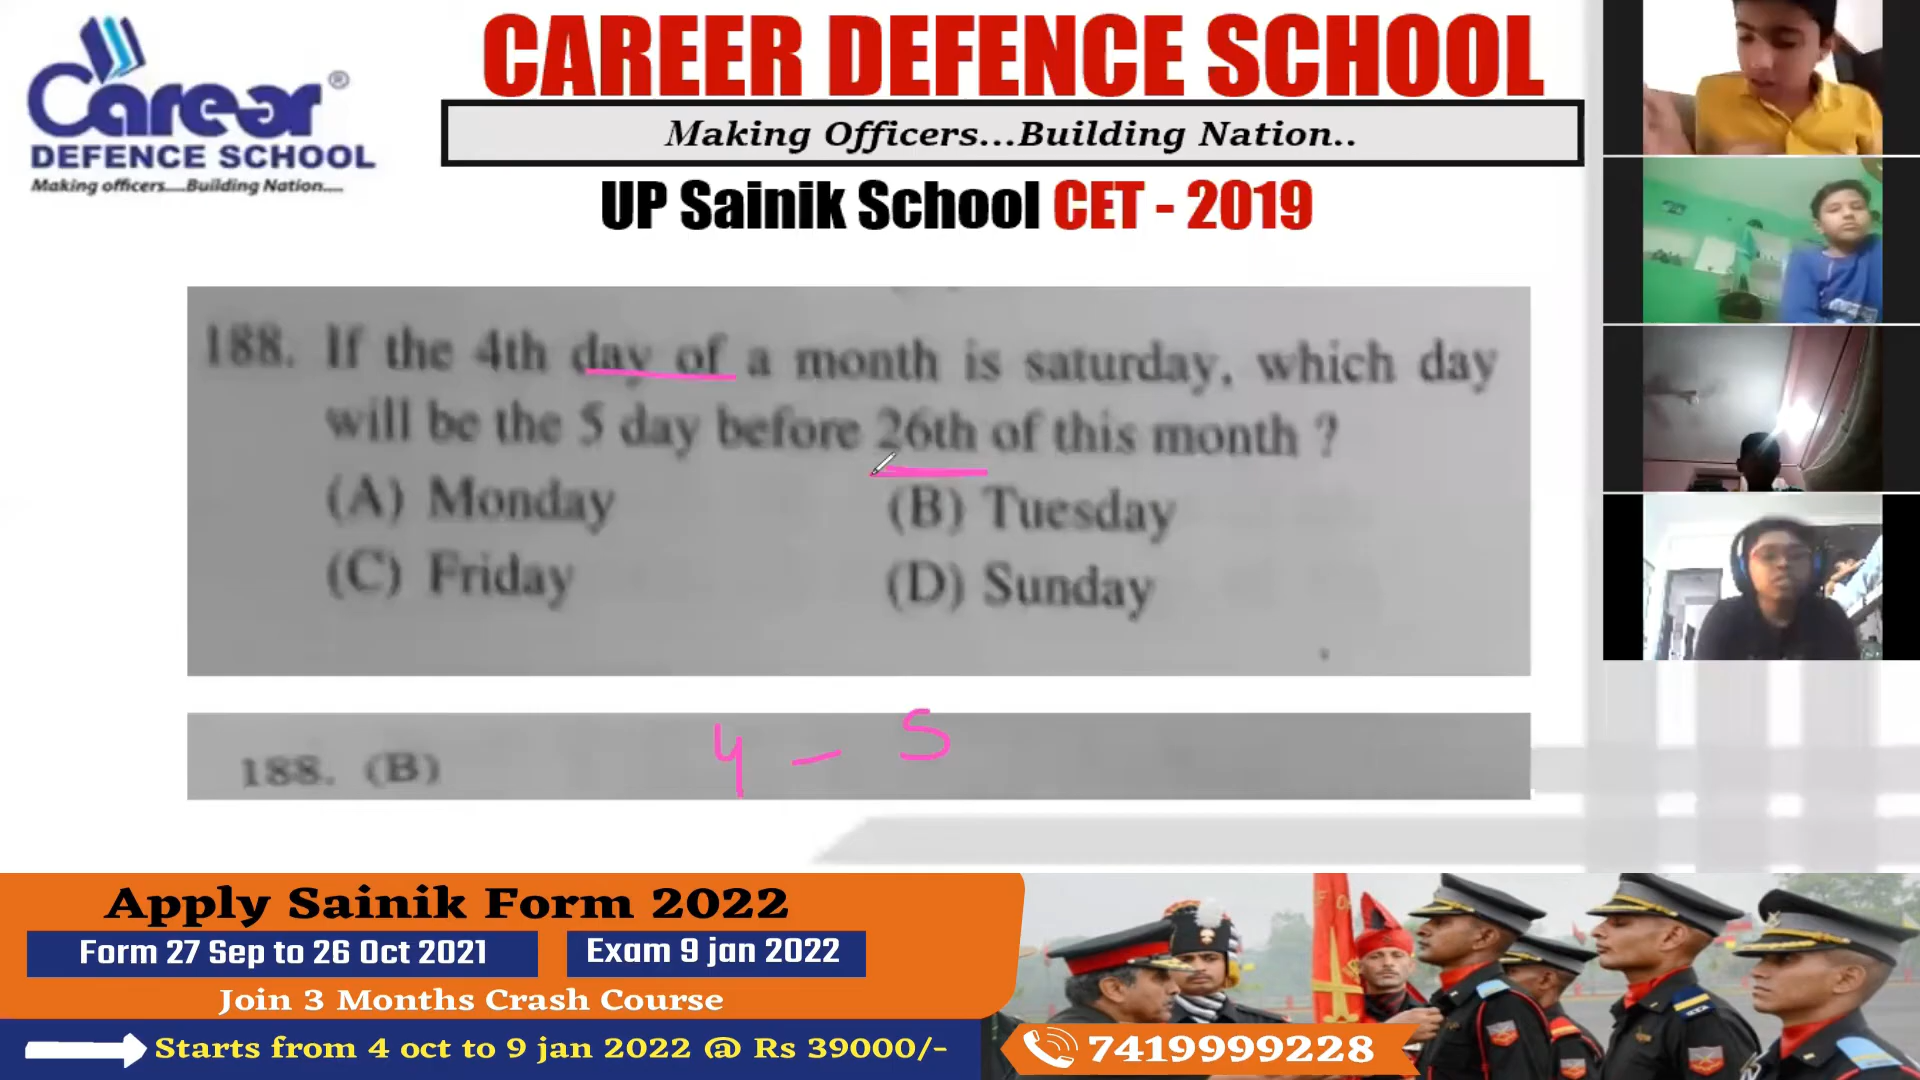 Career ®
DEFENCE SCHOOL
Making officers....Building Nation....
CAREER DEFENCE SCHOOL
Making Officers...Building Nation..
UP Sainik School CET - 2019
188. If the 4th day of a month is saturday, which day
will be the 5 day before 26th of this month ?
(A) Monday (B) Tuesday
(C) Friday (D) Sunday
188. (B) 4 - S
Apply Sainik Form 2022
Form 27 Sep to 26 Oct 2021 Exam 9 jan 2022
Join 3 Months Crash Course
Starts from 4 oct to 9 jan 2022 @ Rs 39000/-
7419999228